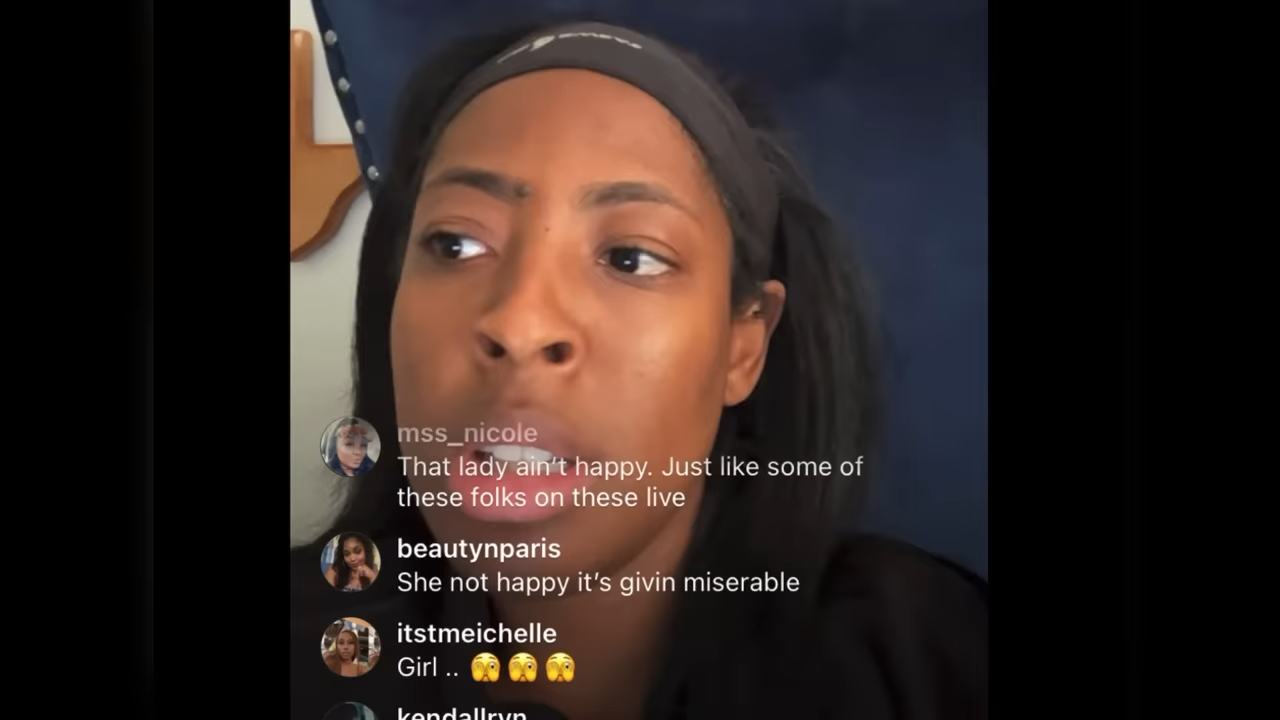 mss_nicole
That lady ain't happy. Just like some of
these folks on these live
beautynparis
She not happy it's givin miserable
itstmeichelle
Girl .. 🫣🫣🫣
kendallryn